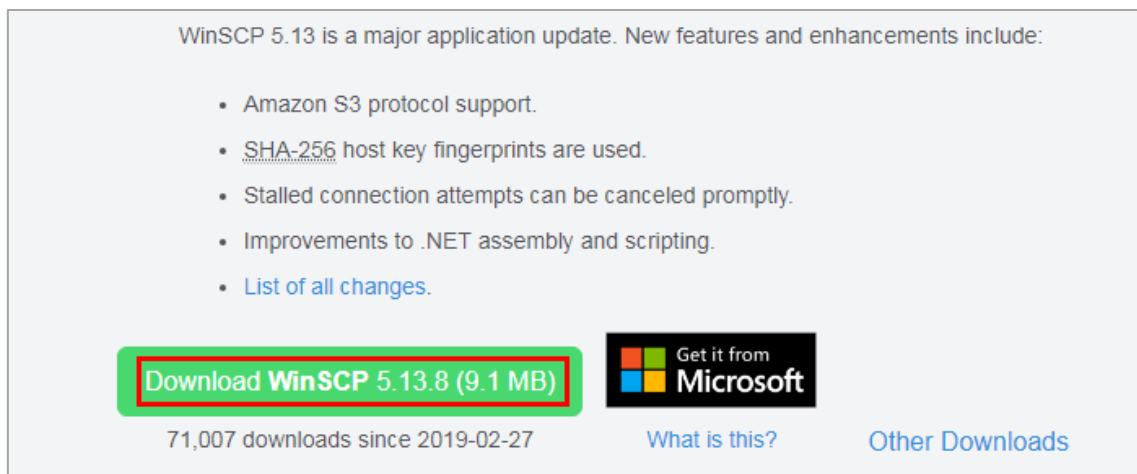 WinSCP 5.13 is a major application update. New features and enhancements include:
• Amazon S3 protocol support.
• SHA-256 host key fingerprints are used.
• Stalled connection attempts can be canceled promptly.
• Improvements to .NET assembly and scripting.
• List of all changes.
Download WinSCP 5.13.8 (9.1 MB)
Get it from
Microsoft
71,007 downloads since 2019-02-27
What is this?
Other Downloads